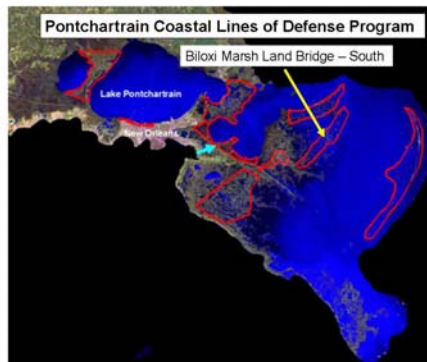 Pontchartrain Coastal Lines of Defense Program
Biloxi Marsh Land Bridge – South
Lake Pontchartrain
New Orleans